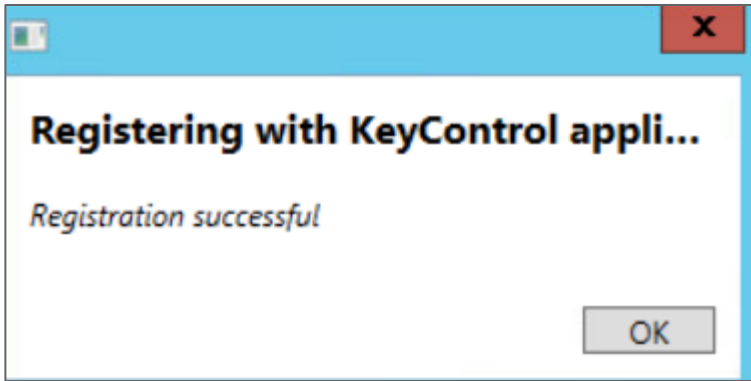 x
Registering with KeyControl appli...
Registration successful
OK